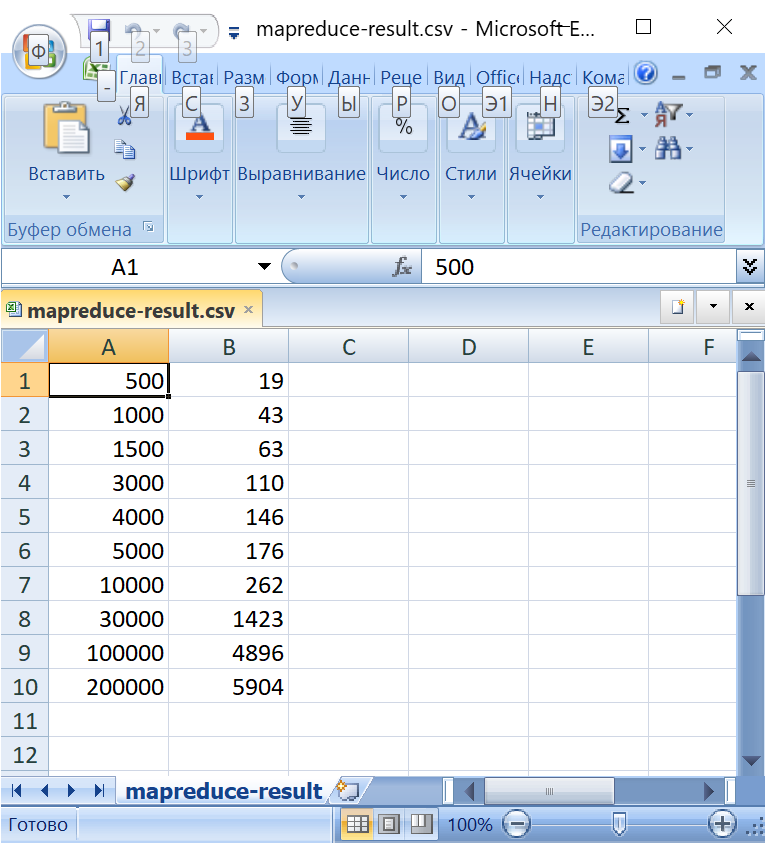 mapreduce-result.csv - Microsoft E...
Ф 1 2 3
Глав Встав Разм Форм Данн Реце Вид Office Надс Кома
- Я С З У Ы Р О Э1 Н Э2
Вставить Шрифт Выравнивание Число Стили Ячейки
Буфер обмена Редактирование
A1 fx 500
mapreduce-result.csv ×
A B C D E F
1 500 19
2 1000 43
3 1500 63
4 3000 110
5 4000 146
6 5000 176
7 10000 262
8 30000 1423
9 100000 4896
10 200000 5904
11
12
mapreduce-result
Готово 100%